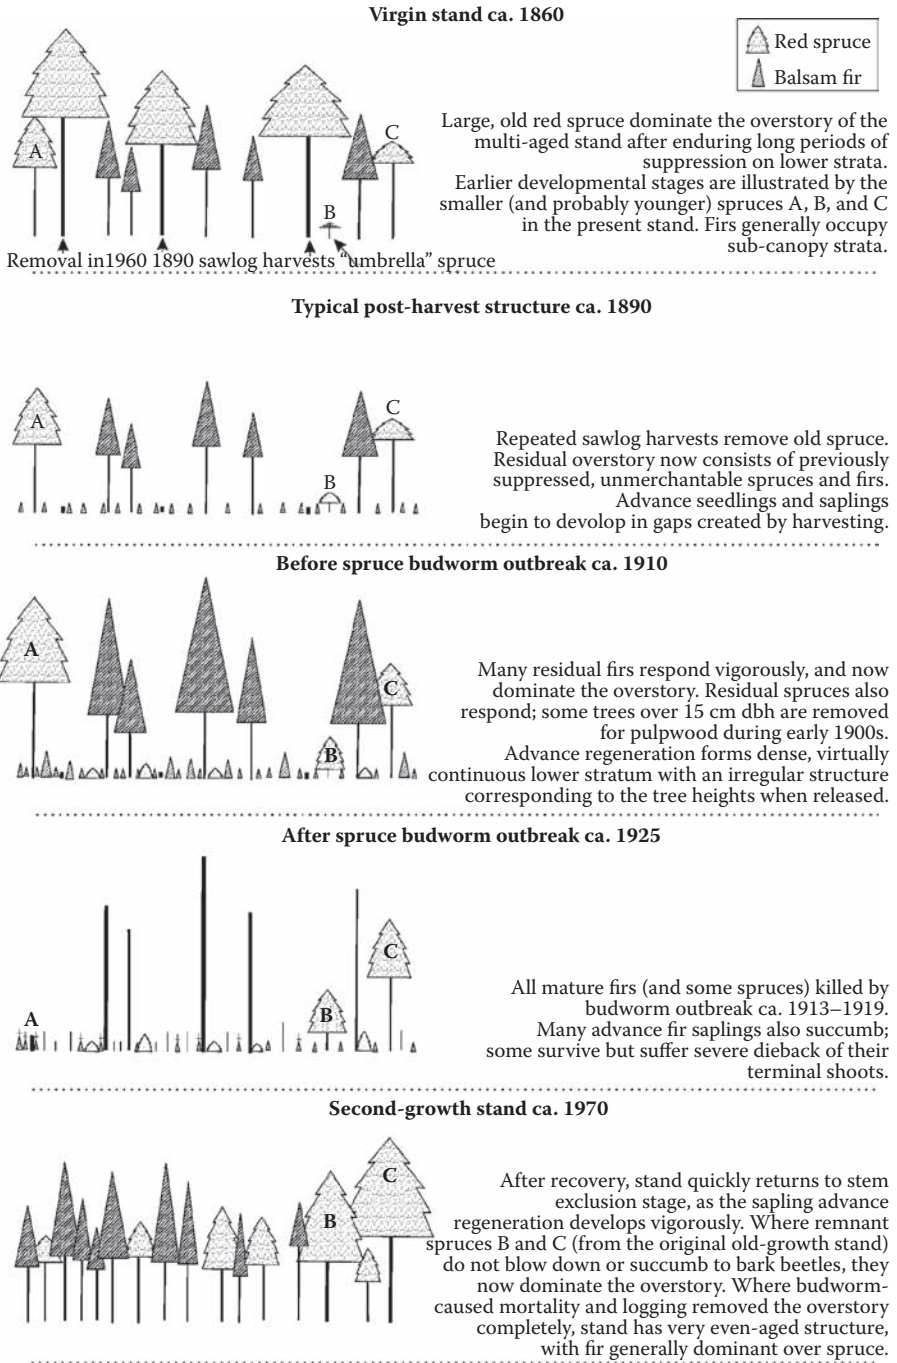 Virgin stand ca. 1860
Red spruce
Balsam fir
A
B
C
Large, old red spruce dominate the overstory of the
multi-aged stand after enduring long periods of
suppression on lower strata.
Earlier developmental stages are illustrated by the
smaller (and probably younger) spruces A, B, and C
in the present stand. Firs generally occupy
sub-canopy strata.
Removal in1960 1890 sawlog harvests “umbrella” spruce
Typical post-harvest structure ca. 1890
A
B
C
Repeated sawlog harvests remove old spruce.
Residual overstory now consists of previously
suppressed, unmerchantable spruces and firs.
Advance seedlings and saplings
begin to devolop in gaps created by harvesting.
Before spruce budworm outbreak ca. 1910
A
B
C
Many residual firs respond vigorously, and now
dominate the overstory. Residual spruces also
respond; some trees over 15 cm dbh are removed
for pulpwood during early 1900s.
Advance regeneration forms dense, virtually
continuous lower stratum with an irregular structure
corresponding to the tree heights when released.
After spruce budworm outbreak ca. 1925
A
B
C
All mature firs (and some spruces) killed by
budworm outbreak ca. 1913–1919.
Many advance fir saplings also succumb;
some survive but suffer severe dieback of their
terminal shoots.
Second-growth stand ca. 1970
B
C
After recovery, stand quickly returns to stem
exclusion stage, as the sapling advance
regeneration develops vigorously. Where remnant
spruces B and C (from the original old-growth stand)
do not blow down or succumb to bark beetles, they
now dominate the overstory. Where budworm-
caused mortality and logging removed the overstory
completely, stand has very even-aged structure,
with fir generally dominant over spruce.